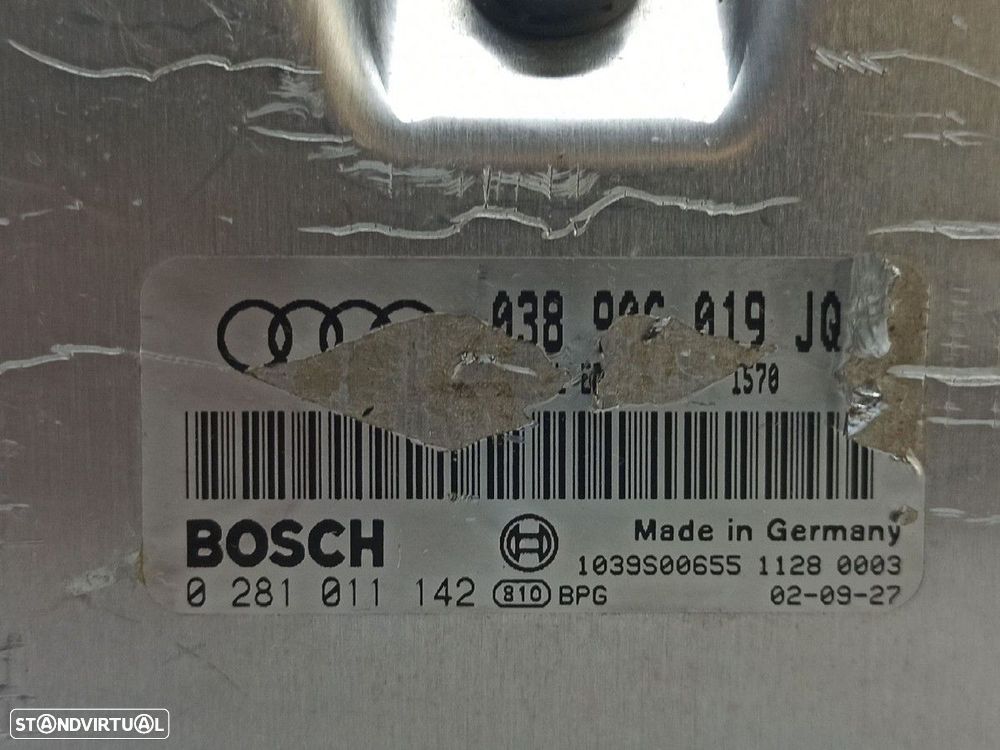 038 906 019 JQ
1570
BOSCH
Made in Germany
1039S00655 1128 0003
0 281 011 142 810 BPG 02-09-27
STANDVIRTUAL